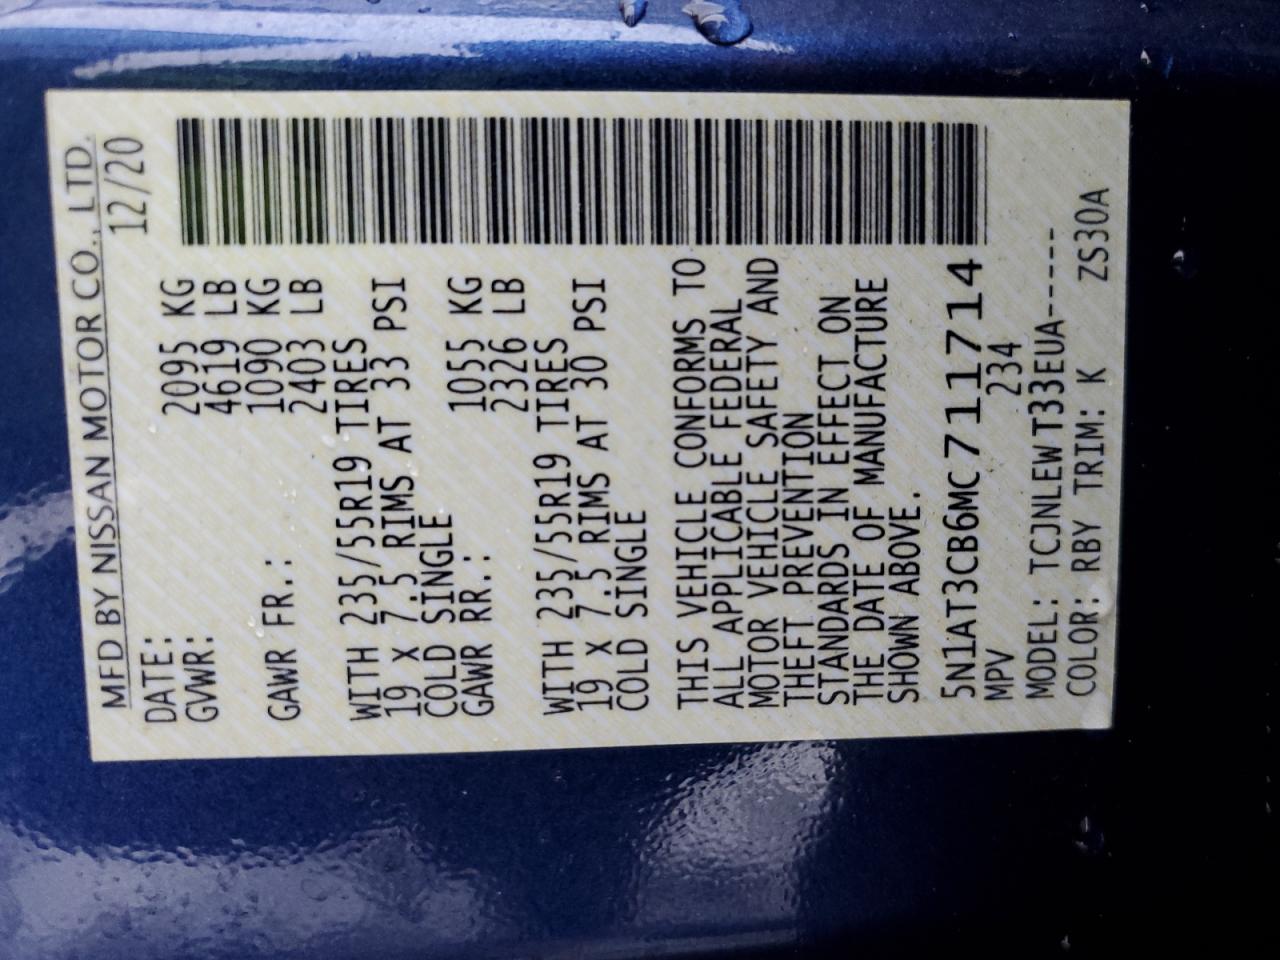 MFD BY NISSAN MOTOR CO., LTD.
DATE: 12/20
GVWR: 2095 KG
4619 LB
GAWR FR.: 1090 KG
2403 LB
WITH 235/55R19 TIRES
19 X 7.5 RIMS AT 33 PSI
COLD SINGLE
GAWR RR.: 1055 KG
2326 LB
WITH 235/55R19 TIRES
19 X 7.5 RIMS AT 30 PSI
COLD SINGLE
THIS VEHICLE CONFORMS TO
ALL APPLICABLE FEDERAL
MOTOR VEHICLE SAFETY AND
THEFT PREVENTION
STANDARDS IN EFFECT ON
THE DATE OF MANUFACTURE
SHOWN ABOVE.
5N1AT3CB6MC711714
MPV 234
MODEL: TCJNLEWT33EUA------
COLOR: RBY TRIM: K ZS30A